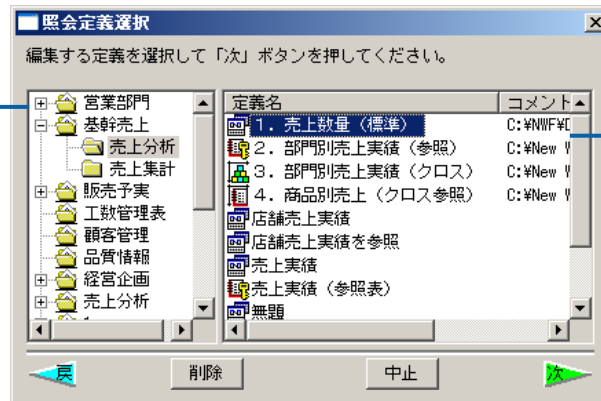 照会定義選択
編集する定義を選択して「次」ボタンを押してください。
営業部門
基幹売上
売上分析
売上集計
販売予実
工数管理表
顧客管理
品質情報
経営企画
売上分析
定義名 コメント
1．売上数量（標準） C:¥NWF¥
2．部門別売上実績（参照） C:¥New
3．部門別売上実績（クロス） C:¥New
4．商品別売上（クロス参照） C:¥New
店舗売上実績
店舗売上実績を参照
売上実績
売上実績（参照表）
無題
戻 削除 中止 次